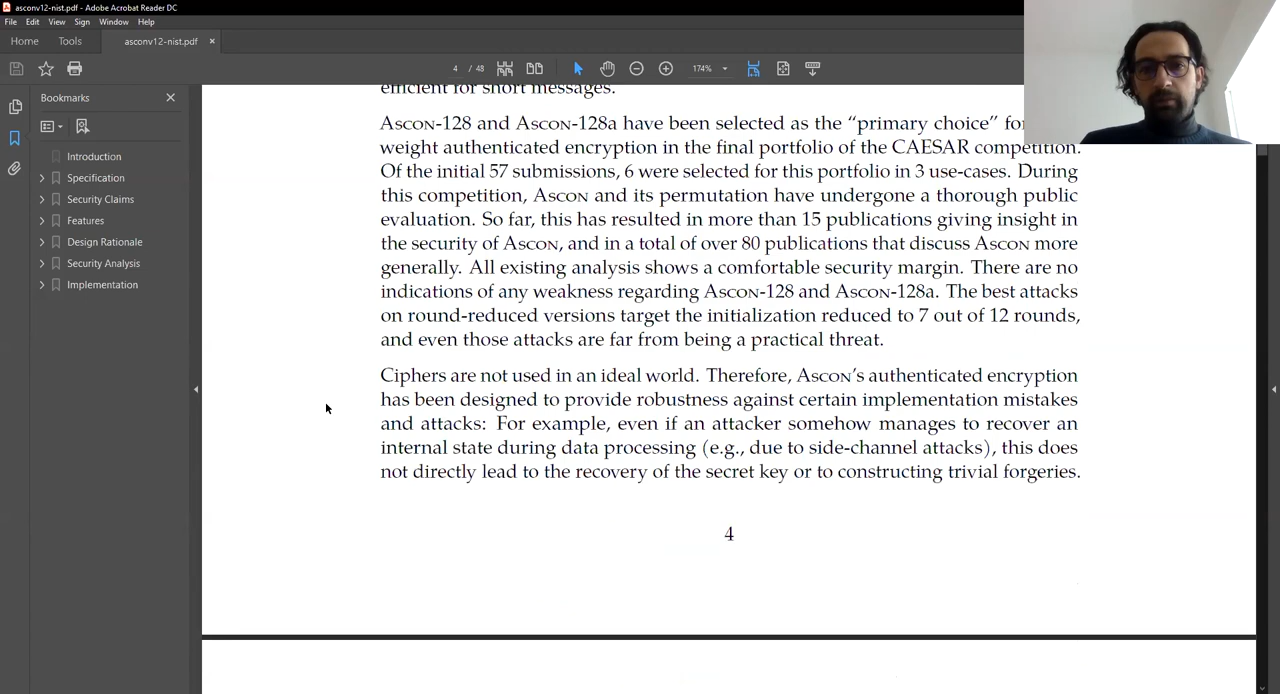 asconv12-nist.pdf - Adobe Acrobat Reader DC
File Edit View Sign Window Help
Home Tools asconv12-nist.pdf ×
4 / 48 174%
Bookmarks
Introduction
Specification
Security Claims
Features
Design Rationale
Security Analysis
Implementation
efficient for short messages.
Ascon-128 and Ascon-128a have been selected as the “primary choice” for
weight authenticated encryption in the final portfolio of the CAESAR competition.
Of the initial 57 submissions, 6 were selected for this portfolio in 3 use-cases. During
this competition, Ascon and its permutation have undergone a thorough public
evaluation. So far, this has resulted in more than 15 publications giving insight in
the security of Ascon, and in a total of over 80 publications that discuss Ascon more
generally. All existing analysis shows a comfortable security margin. There are no
indications of any weakness regarding Ascon-128 and Ascon-128a. The best attacks
on round-reduced versions target the initialization reduced to 7 out of 12 rounds,
and even those attacks are far from being a practical threat.
Ciphers are not used in an ideal world. Therefore, Ascon’s authenticated encryption
has been designed to provide robustness against certain implementation mistakes
and attacks: For example, even if an attacker somehow manages to recover an
internal state during data processing (e.g., due to side-channel attacks), this does
not directly lead to the recovery of the secret key or to constructing trivial forgeries.
4